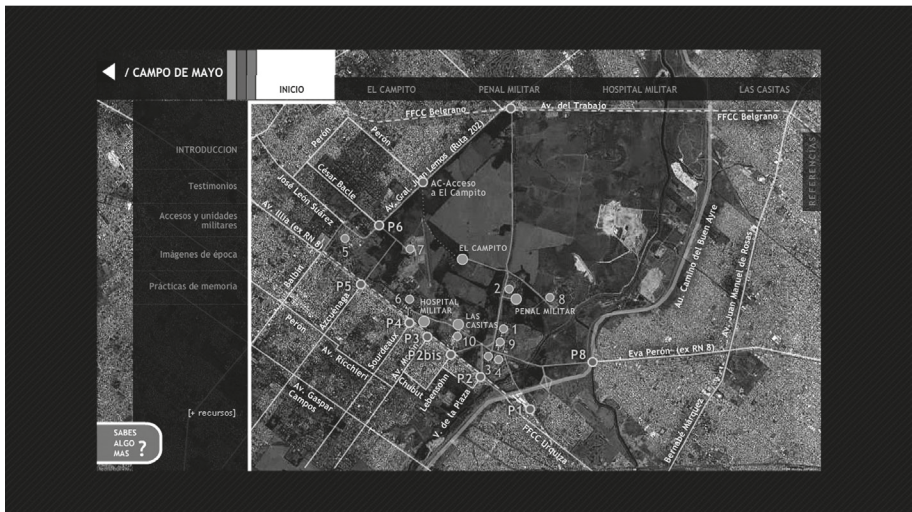 / CAMPO DE MAYO
INICIO
EL CAMPITO
PENAL MILITAR
HOSPITAL MILITAR
LAS CASITAS
INTRODUCCION
Testimonios
Accesos y unidades
militares
Imágenes de época
Prácticas de memoria
[+ recursos]
SABES
ALGO
MAS ?
REFERENCIAS
FFCC Belgrano
Av. del Trabajo
FFCC Belgrano
Perón
Perón
César Bacle
José León Suárez
Av. Illia (ex RN 8)
Av. Gral. Juan Lemos (Ruta 202)
AC-Acceso
a El Campito
P6
5
7
EL CAMPITO
Balbín
P5
Azcuénaga
2
8
PENAL MILITAR
6
HOSPITAL
MILITAR
LAS
CASITAS
P4
P3
1
9
10
P2bis
3
4
P2
P1
P8
Perón
Av. Ricchieri
Sourdeaux
Av. Gaspar
Campos
Chubut
Lebensohn
V. de la Plaza
FFCC Urquiza
Eva Perón (ex RN 8)
Au. Camino del Buen Ayre
Av. Juan Manuel de Rosas
Bernabé Márquez